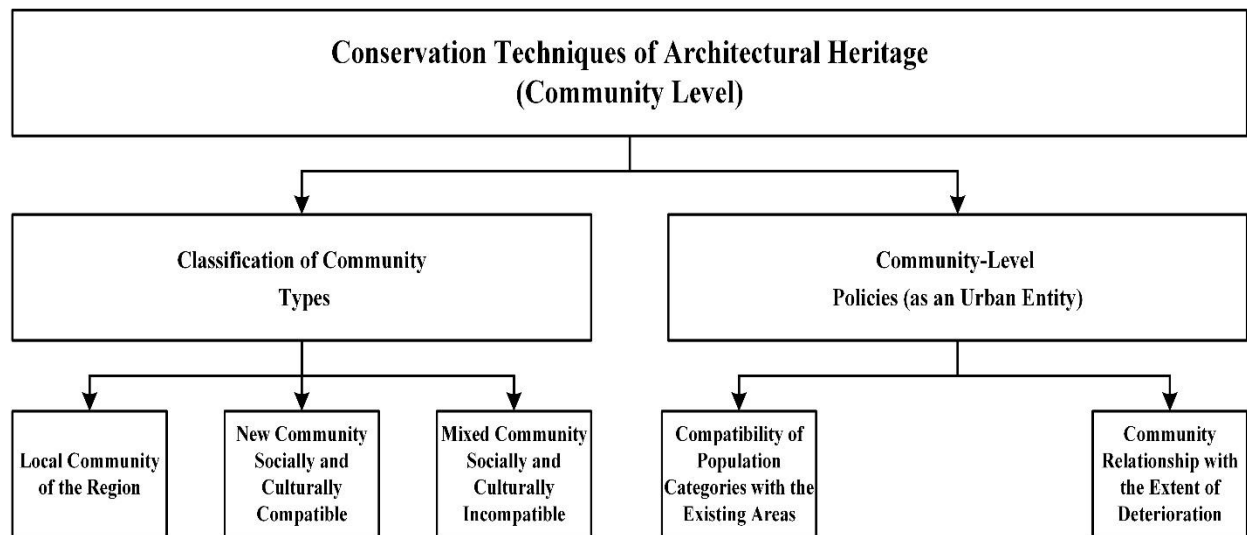 Conservation Techniques of Architectural Heritage
(Community Level)
Classification of Community
Types
Community-Level
Policies (as an Urban Entity)
Local Community
of the Region
New Community
Socially and
Culturally
Compatible
Mixed Community
Socially and
Culturally
Incompatible
Compatibility of
Population
Categories with the
Existing Areas
Community
Relationship with
the Extent of
Deterioration